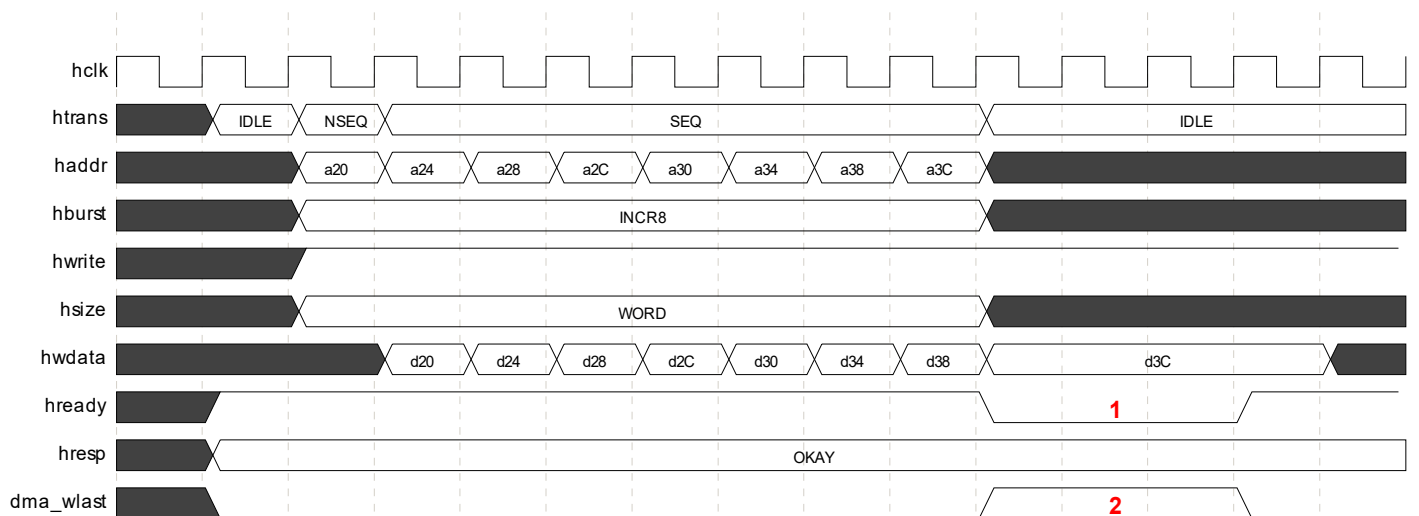 hclk
htrans IDLE NSEQ SEQ IDLE
haddr a20 a24 a28 a2C a30 a34 a38 a3C
hburst INCR8
hwrite
hsize WORD
hwdata d20 d24 d28 d2C d30 d34 d38 d3C
hready 1
hresp OKAY
dma_wlast 2